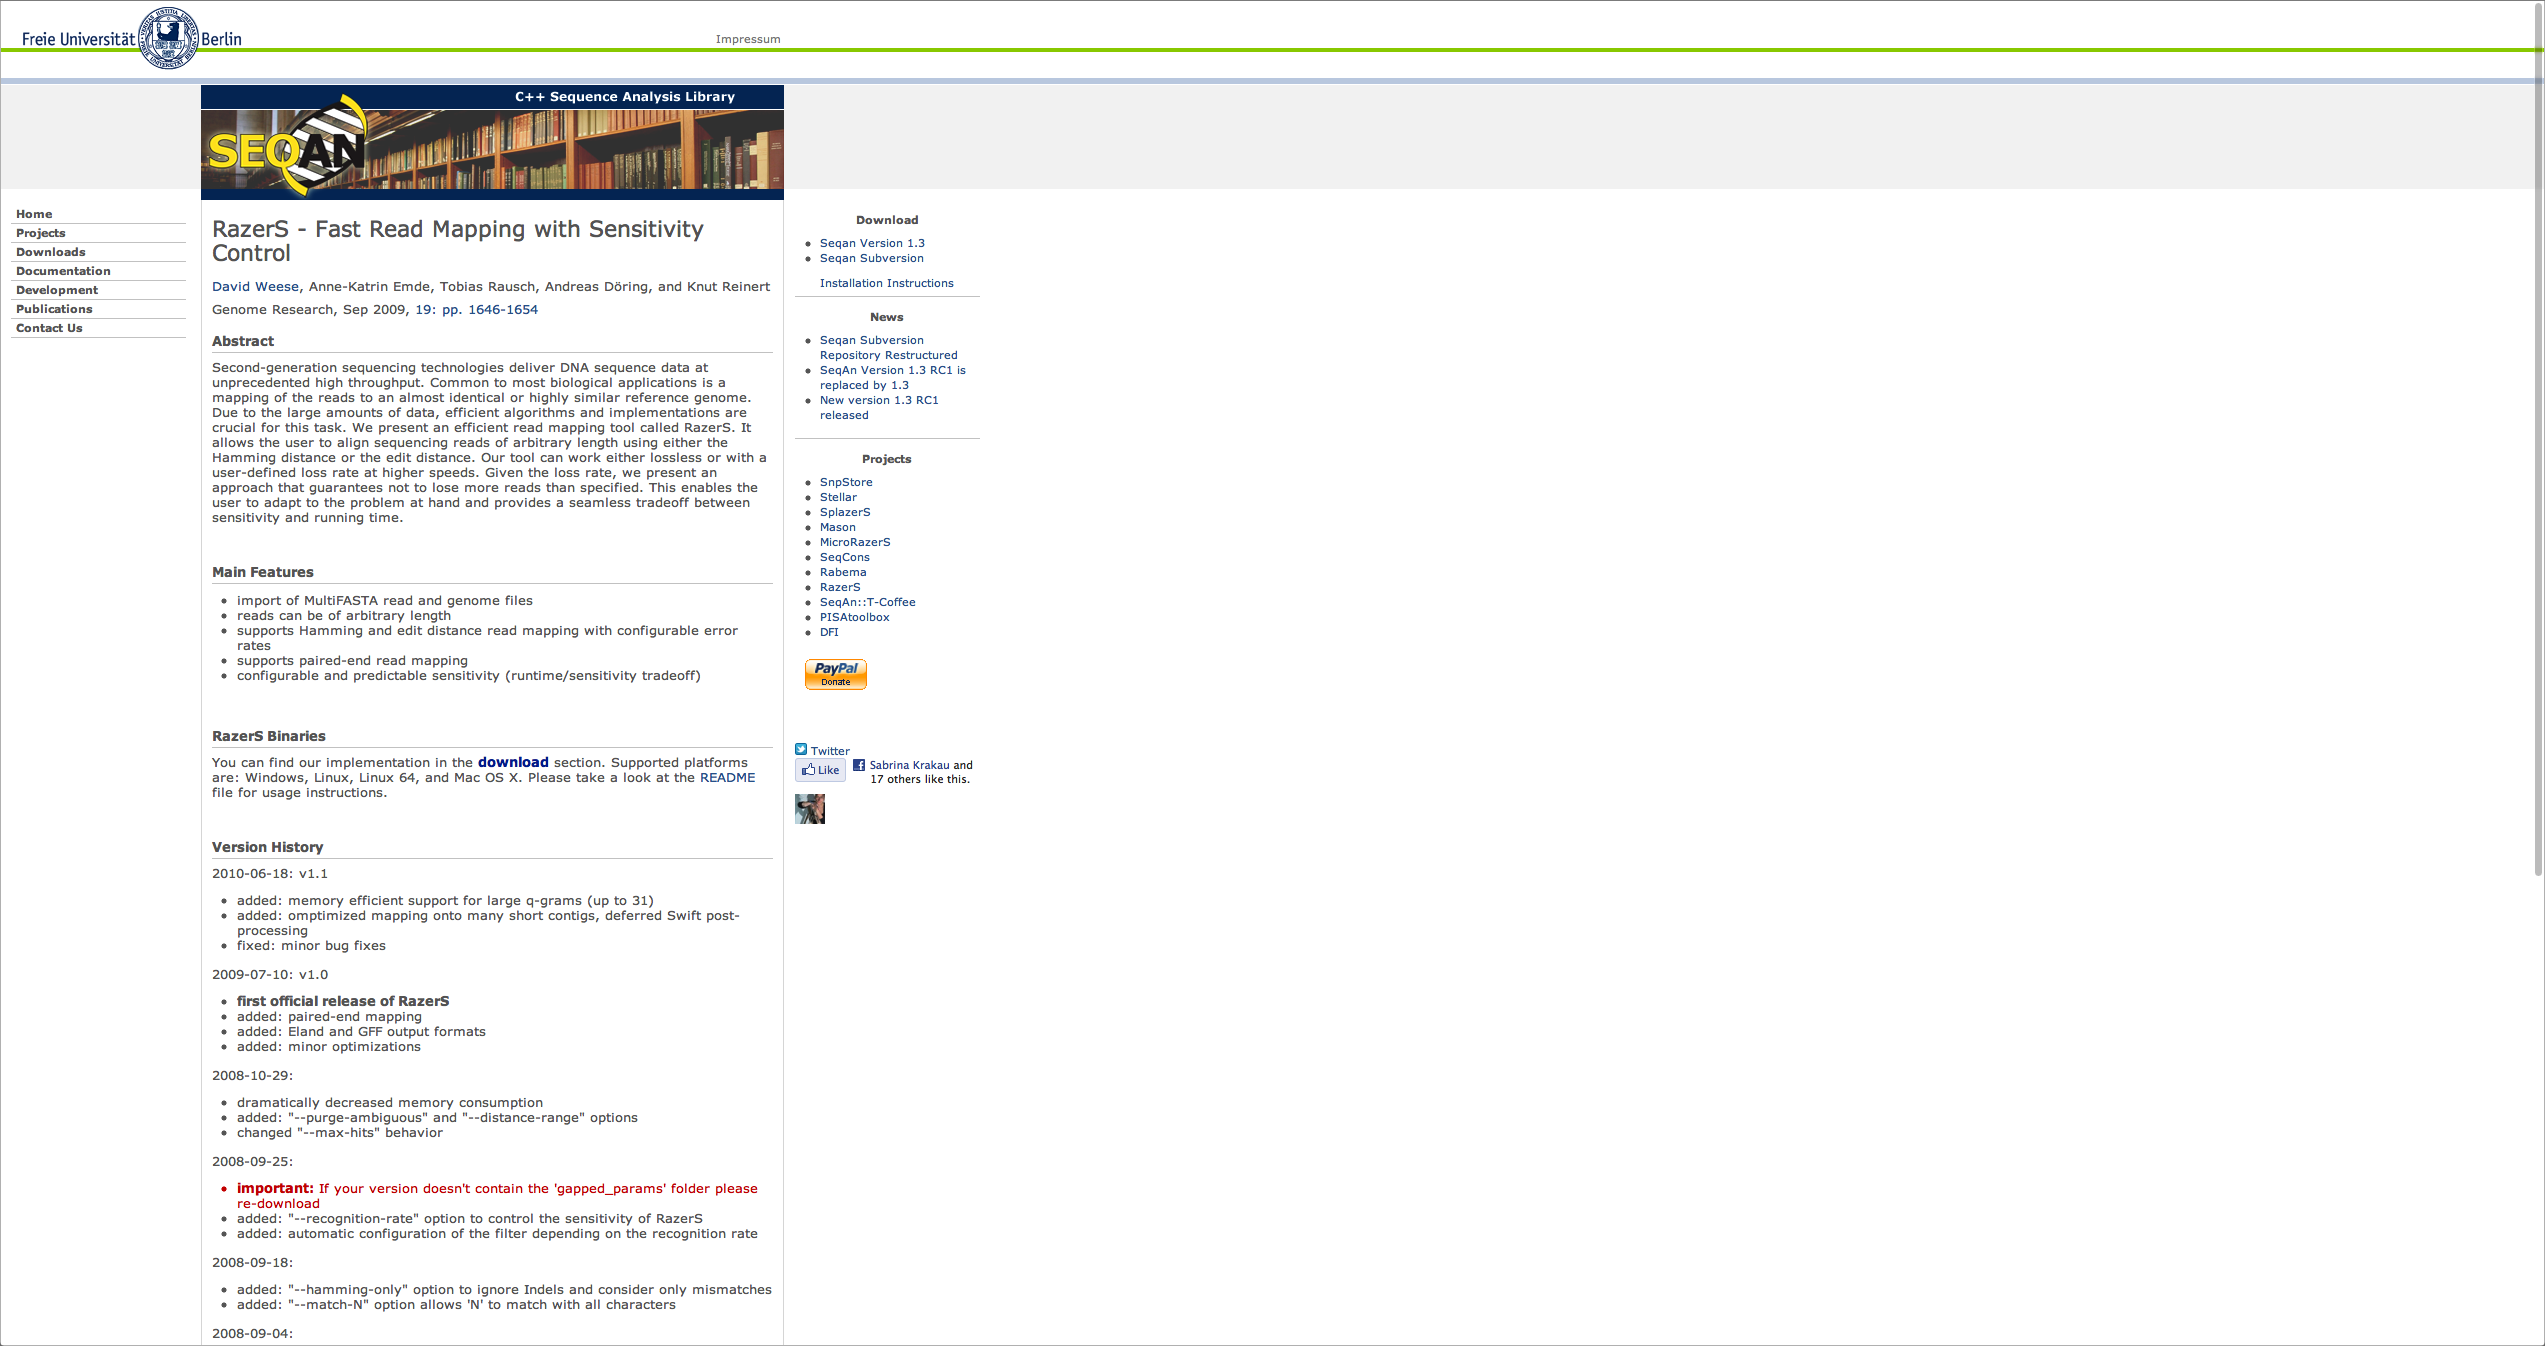 Freie Universität Berlin
Impressum
C++ Sequence Analysis Library
SEQAN
Home
Projects
Downloads
Documentation
Development
Publications
Contact Us
RazerS - Fast Read Mapping with Sensitivity
Control
David Weese, Anne-Katrin Emde, Tobias Rausch, Andreas Döring, and Knut Reinert
Genome Research, Sep 2009, 19: pp. 1646-1654
Abstract
Second-generation sequencing technologies deliver DNA sequence data at
unprecedented high throughput. Common to most biological applications is a
mapping of the reads to an almost identical or highly similar reference genome.
Due to the large amounts of data, efficient algorithms and implementations are
crucial for this task. We present an efficient read mapping tool called RazerS. It
allows the user to align sequencing reads of arbitrary length using either the
Hamming distance or the edit distance. Our tool can work either lossless or with a
user-defined loss rate at higher speeds. Given the loss rate, we present an
approach that guarantees not to lose more reads than specified. This enables the
user to adapt to the problem at hand and provides a seamless tradeoff between
sensitivity and running time.
Main Features
• import of MultiFASTA read and genome files
• reads can be of arbitrary length
• supports Hamming and edit distance read mapping with configurable error
rates
• supports paired-end read mapping
• configurable and predictable sensitivity (runtime/sensitivity tradeoff)
RazerS Binaries
You can find our implementation in the download section. Supported platforms
are: Windows, Linux, Linux 64, and Mac OS X. Please take a look at the README
file for usage instructions.
Version History
2010-06-18: v1.1
• added: memory efficient support for large q-grams (up to 31)
• added: omptimized mapping onto many short contigs, deferred Swift post-
processing
• fixed: minor bug fixes
2009-07-10: v1.0
• first official release of RazerS
• added: paired-end mapping
• added: Eland and GFF output formats
• added: minor optimizations
2008-10-29:
• dramatically decreased memory consumption
• added: "--purge-ambiguous" and "--distance-range" options
• changed "--max-hits" behavior
2008-09-25:
• important: If your version doesn't contain the 'gapped_params' folder please
re-download
• added: "--recognition-rate" option to control the sensitivity of RazerS
• added: automatic configuration of the filter depending on the recognition rate
2008-09-18:
• added: "--hamming-only" option to ignore Indels and consider only mismatches
• added: "--match-N" option allows 'N' to match with all characters
2008-09-04:
Download
• Seqan Version 1.3
• Seqan Subversion
Installation Instructions
News
• Seqan Subversion
Repository Restructured
• SeqAn Version 1.3 RC1 is
replaced by 1.3
• New version 1.3 RC1
released
Projects
• SnpStore
• Stellar
• SplazerS
• Mason
• MicroRazerS
• SeqCons
• Rabema
• RazerS
• SeqAn::T-Coffee
• PISAtoolbox
• DFI
PayPal
Donate
Twitter
Like
Sabrina Krakau and
17 others like this.